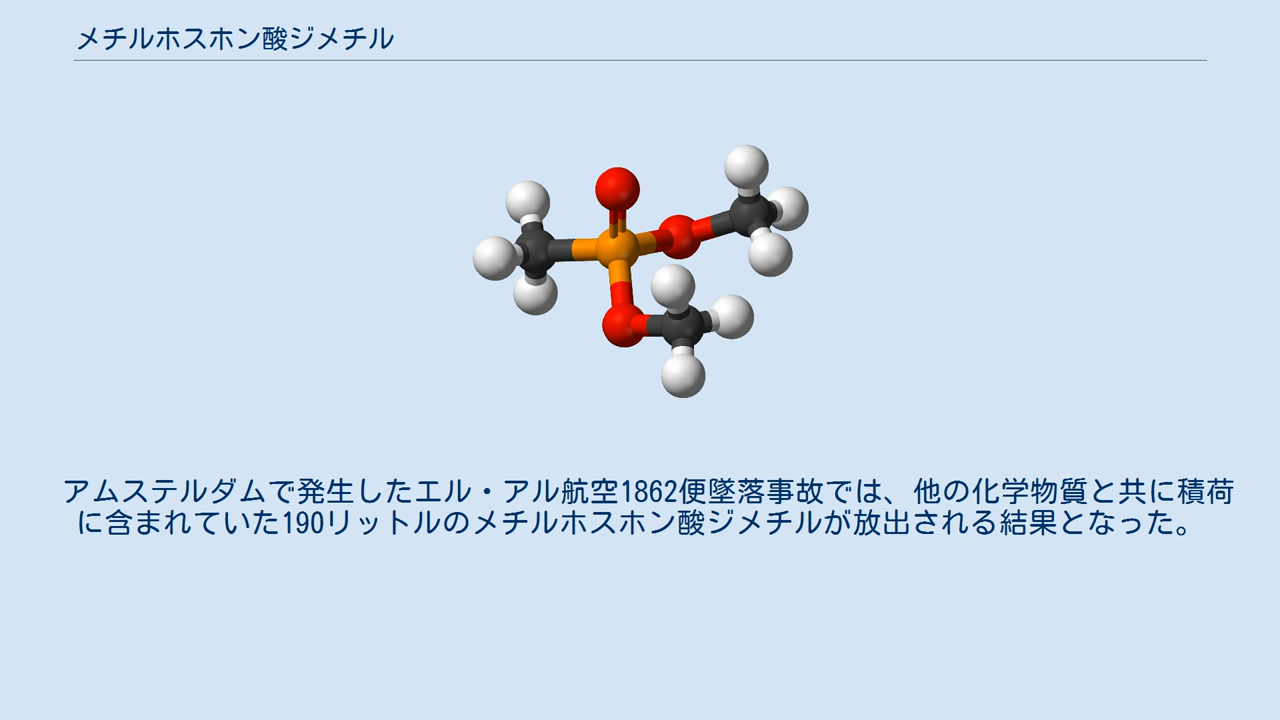 メチルホスホン酸ジメチル
アムステルダムで発生したエル・アル航空1862便墜落事故では、他の化学物質と共に積荷
に含まれていた190リットルのメチルホスホン酸ジメチルが放出される結果となった。